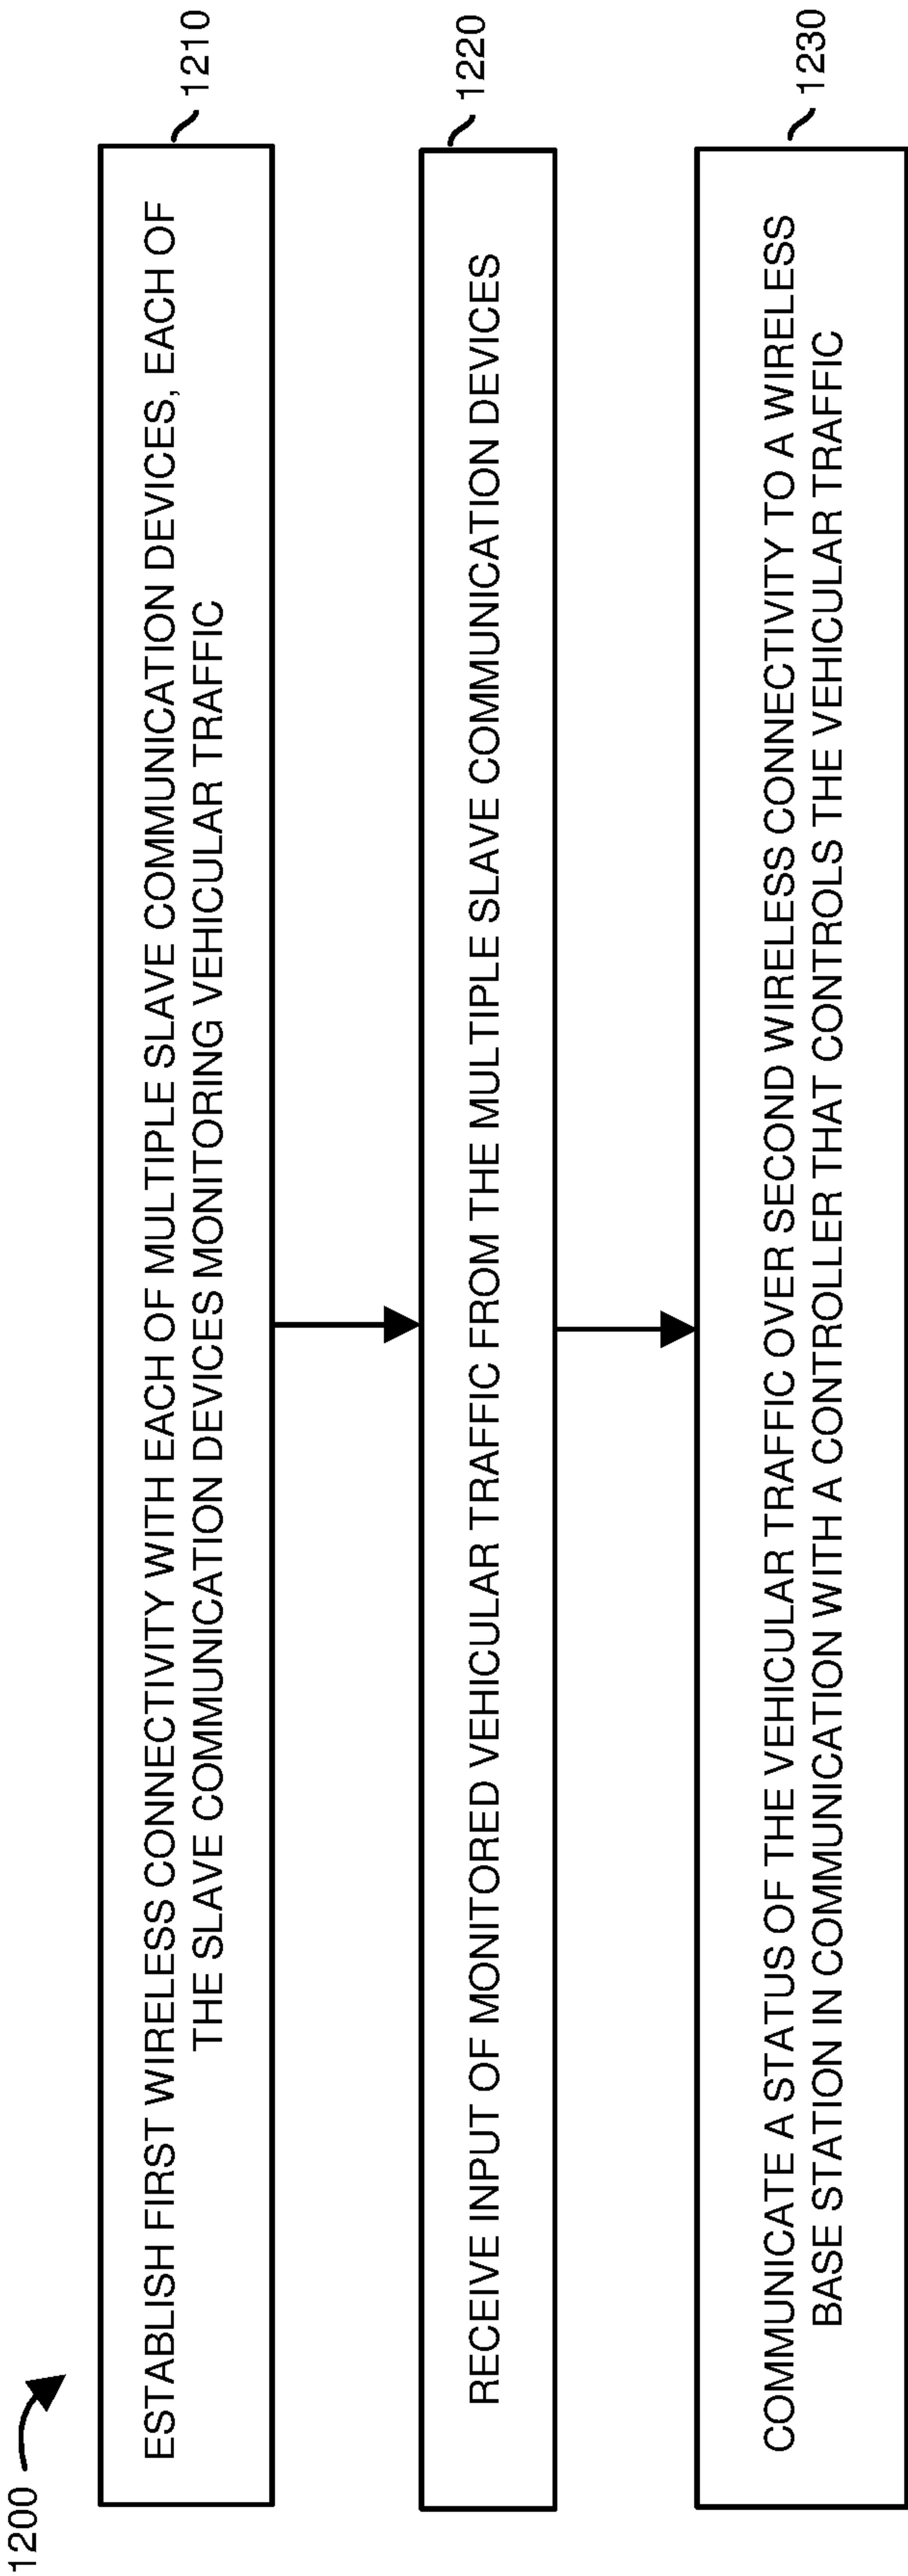 1200
ESTABLISH FIRST WIRELESS CONNECTIVITY WITH EACH OF MULTIPLE SLAVE COMMUNICATION DEVICES, EACH OF
THE SLAVE COMMUNICATION DEVICES MONITORING VEHICULAR TRAFFIC
1210
RECEIVE INPUT OF MONITORED VEHICULAR TRAFFIC FROM THE MULTIPLE SLAVE COMMUNICATION DEVICES
1220
COMMUNICATE A STATUS OF THE VEHICULAR TRAFFIC OVER SECOND WIRELESS CONNECTIVITY TO A WIRELESS
BASE STATION IN COMMUNICATION WITH A CONTROLLER THAT CONTROLS THE VEHICULAR TRAFFIC
1230